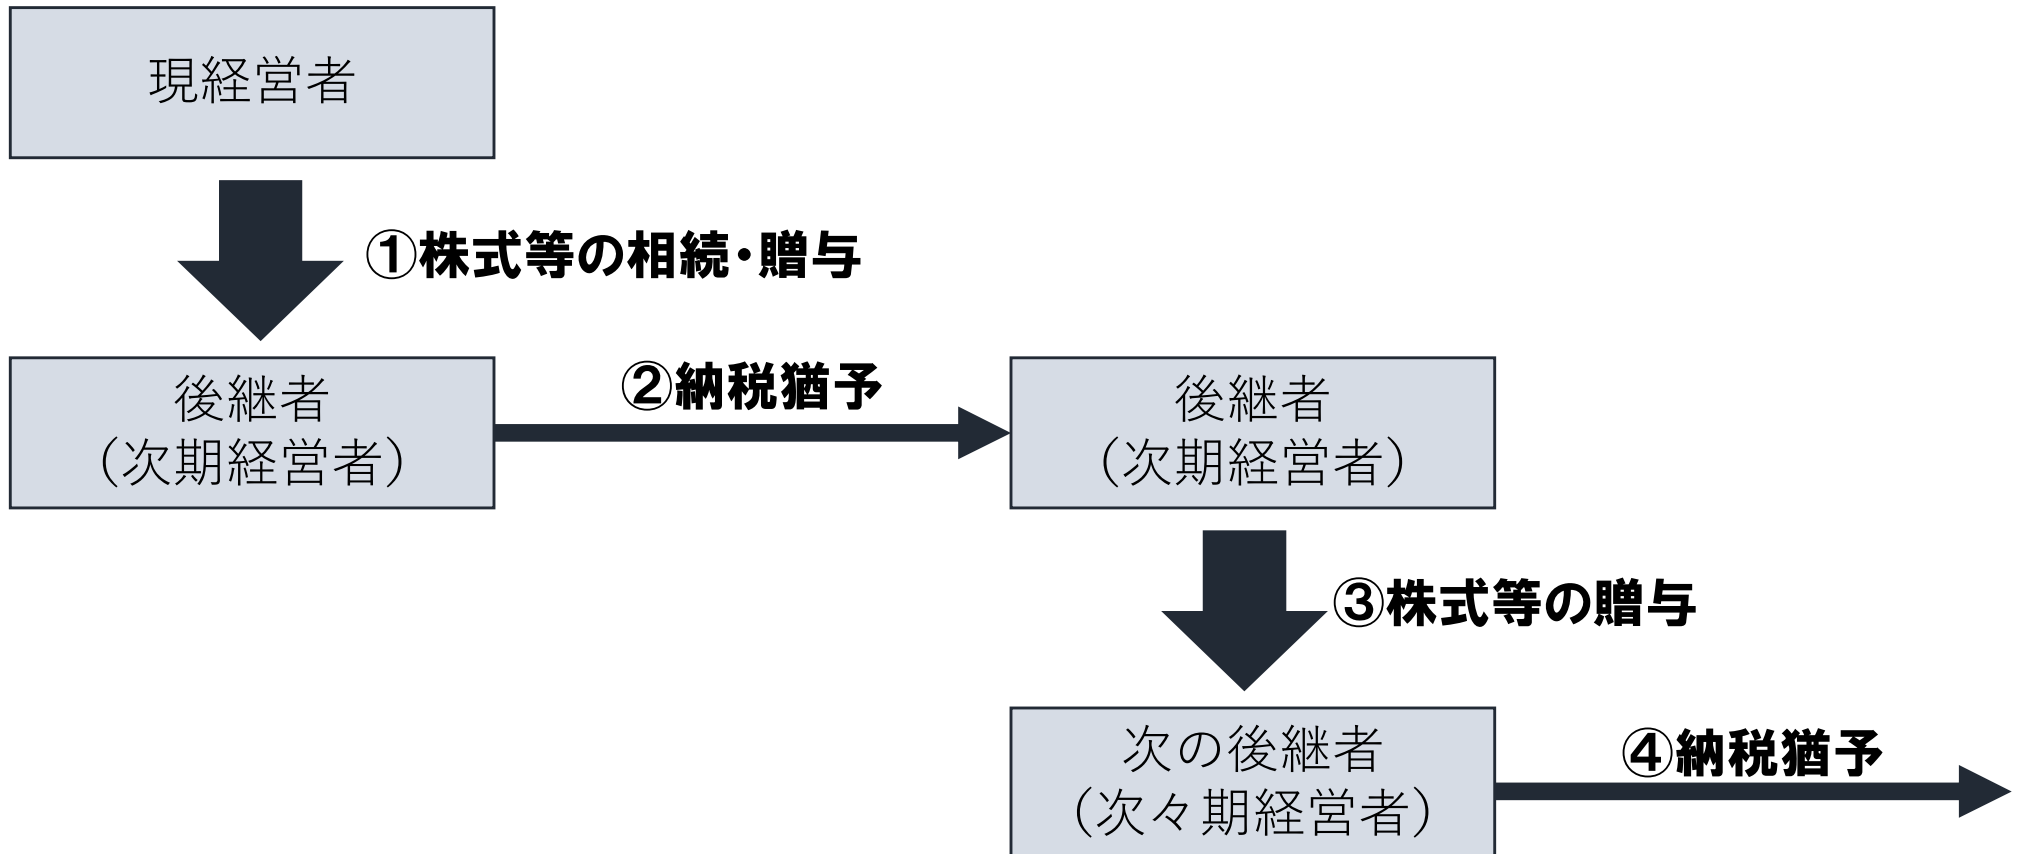 現経営者
①株式等の相続・贈与
後継者
（次期経営者）
②納税猶予
後継者
（次期経営者）
③株式等の贈与
次の後継者
（次々期経営者）
④納税猶予